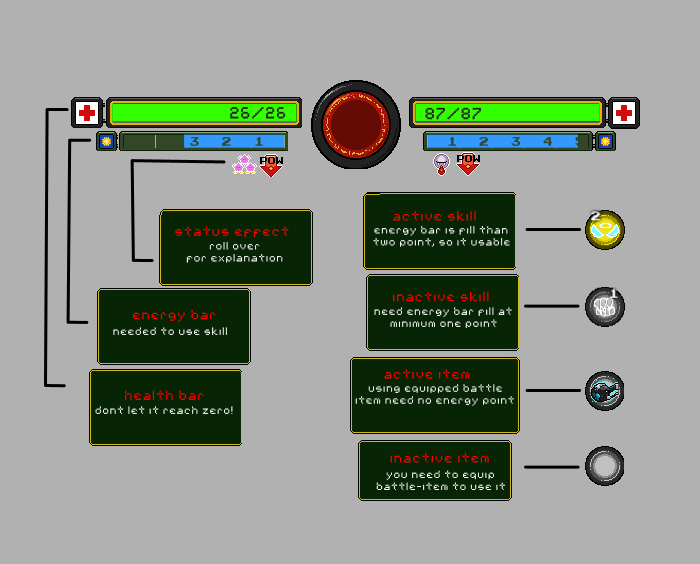 26/26
87/87
3 2 1
1 2 3 4
POW
POW
status effect
roll over
for explanation
energy bar
needed to use skill
health bar
dont let it reach zero!
active skill
energy bar is fill than
two point, so it usable
2
inactive skill
need energy bar fill at
minimum one point
1
active item
using equipped battle
item need no energy point
inactive item
you need to equip
battle-item to use it